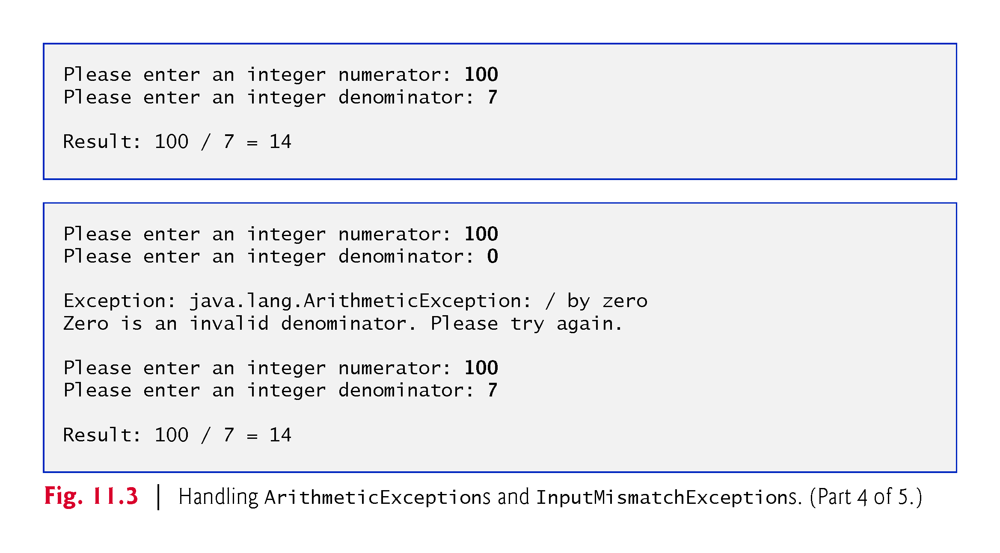 Please enter an integer numerator: 100
Please enter an integer denominator: 7
Result: 100 / 7 = 14
Please enter an integer numerator: 100
Please enter an integer denominator: 0
Exception: java.lang.ArithmeticException: / by zero
Zero is an invalid denominator. Please try again.
Please enter an integer numerator: 100
Please enter an integer denominator: 7
Result: 100 / 7 = 14
Fig. 11.3 | Handling ArithmeticExceptions and InputMismatchExceptions. (Part 4 of 5.)